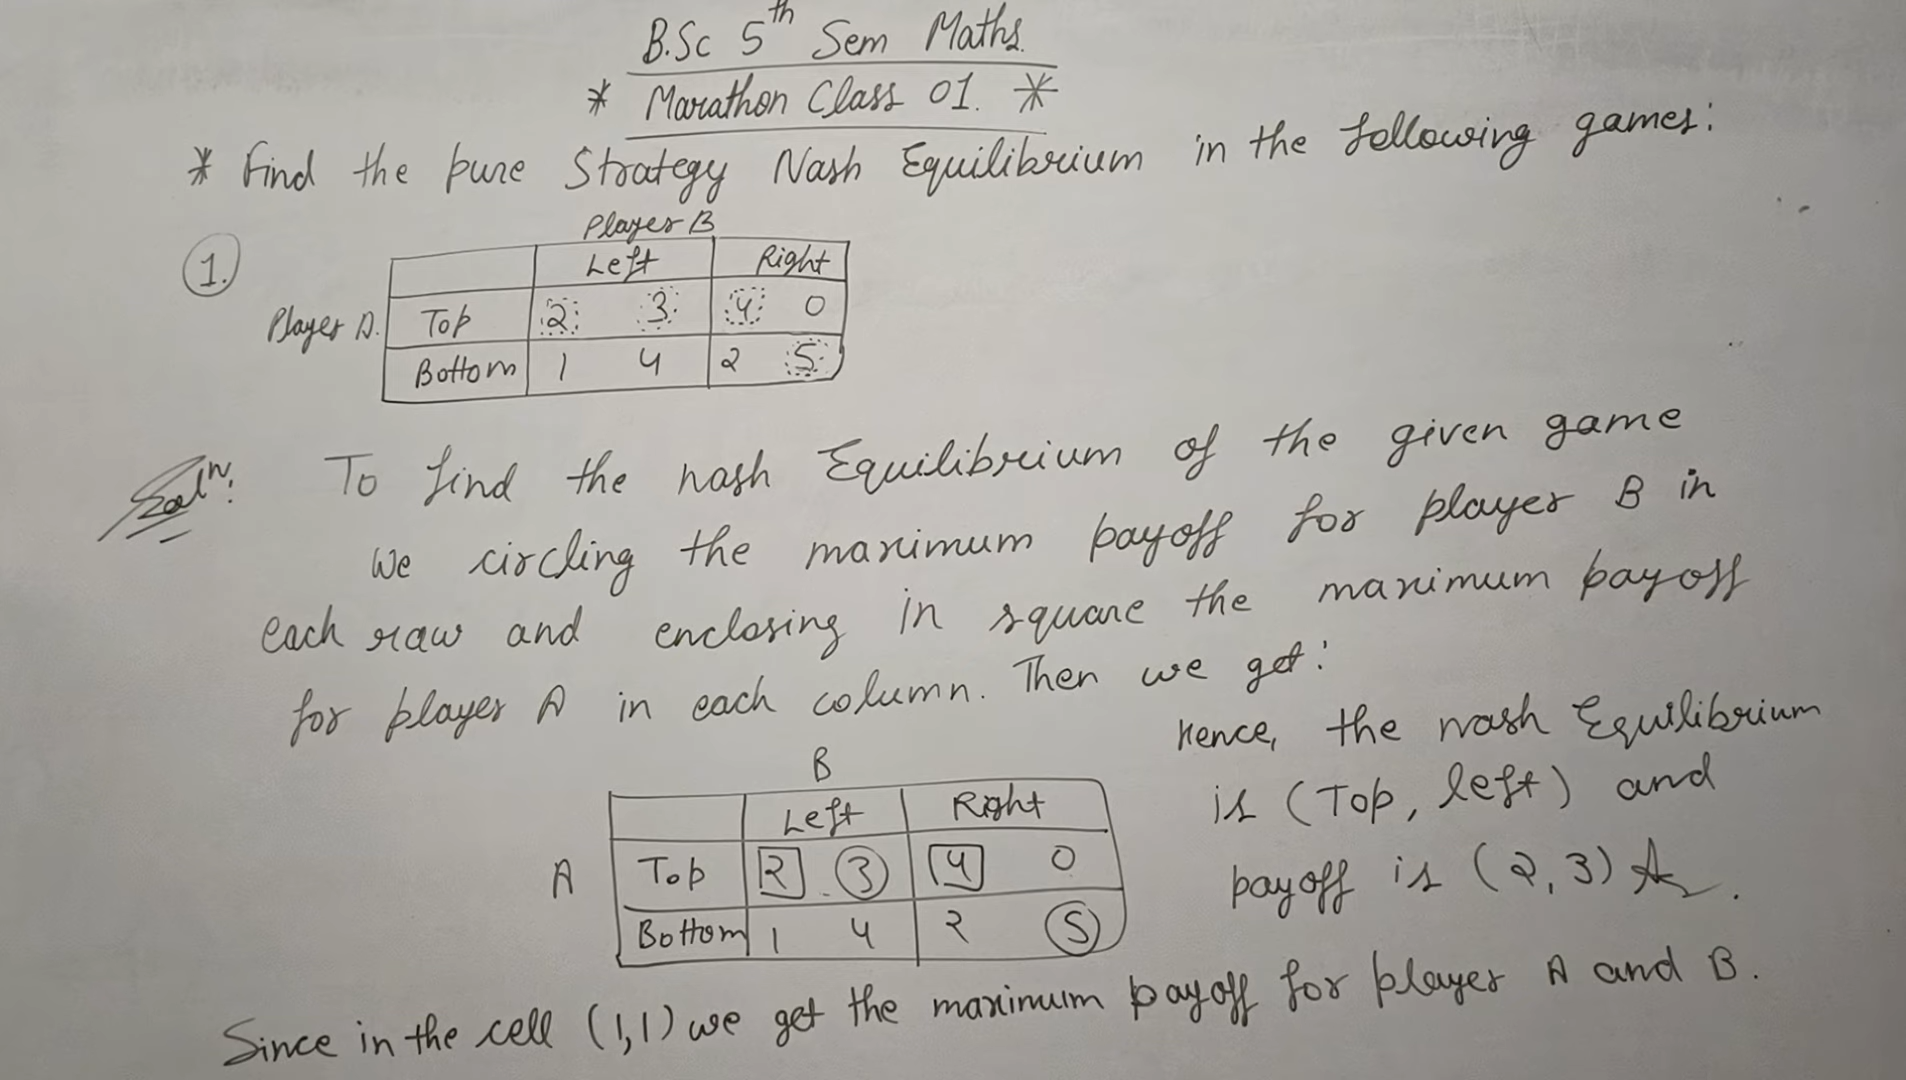 B.Sc 5th Sem Maths.
* Marathon Class 01. *
* Find the pure Strategy Nash Equilibrium in the following games:
Player B
1.
Left Right
Player A. Top 2 3 4 0
Bottom 1 4 2 5
Soln: To find the nash Equilibrium of the given game
We circling the maximum payoff for player B in
each raw and enclosing in square the maximum payoff
for player A in each column. Then we get:
B
Left Right
A Top 2 3 4 0
Bottom 1 4 2 5
Hence, the nash Equilibrium
is (Top, left) and
payoff is (2, 3)
Since in the cell (1,1) we get the maximum payoff for player A and B.